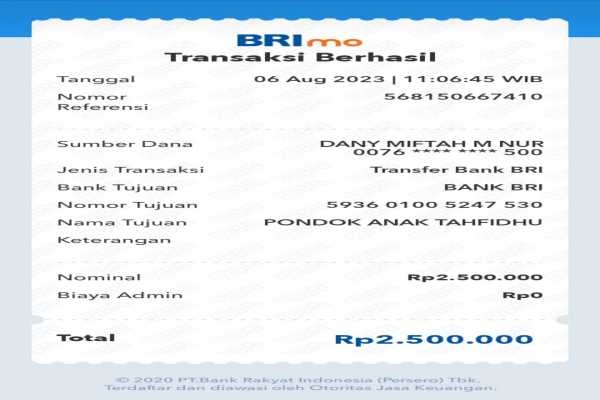 BRImo
Transaksi Berhasil
Tanggal 06 Aug 2023 | 11:06:45 WIB
Nomor Referensi 568150667410
Sumber Dana DANY MIFTAH M NUR
0076 **** **** 500
Jenis Transaksi Transfer Bank BRI
Bank Tujuan BANK BRI
Nomor Tujuan 5936 0100 5247 530
Nama Tujuan PONDOK ANAK TAHFIDHU
Keterangan
Nominal Rp2.500.000
Biaya Admin Rp0
Total Rp2.500.000
© 2020 PT.Bank Rakyat Indonesia (Persero) Tbk.
Terdaftar dan diawasi oleh Otoritas Jasa Keuangan.